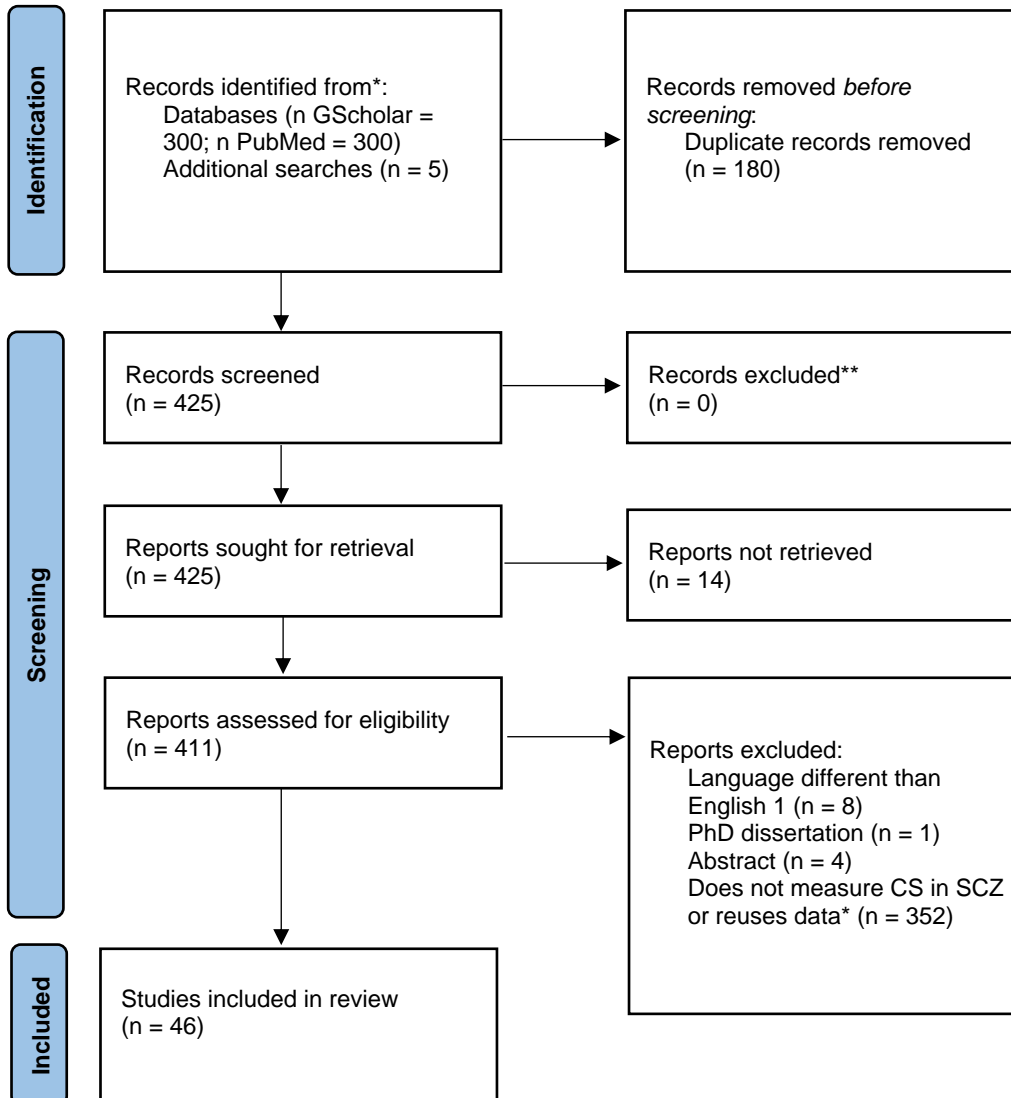 Identification
Records identified from*:
Databases (n GScholar =
300; n PubMed = 300)
Additional searches (n = 5)
Records removed before
screening:
Duplicate records removed
(n = 180)
Screening
Records screened
(n = 425)
Records excluded**
(n = 0)
Reports sought for retrieval
(n = 425)
Reports not retrieved
(n = 14)
Reports assessed for eligibility
(n = 411)
Reports excluded:
Language different than
English 1 (n = 8)
PhD dissertation (n = 1)
Abstract (n = 4)
Does not measure CS in SCZ
or reuses data* (n = 352)
Included
Studies included in review
(n = 46)